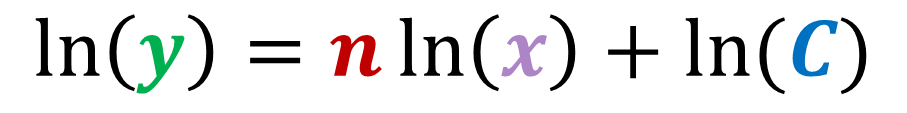 ln(y) = n ln(x) + ln(C)